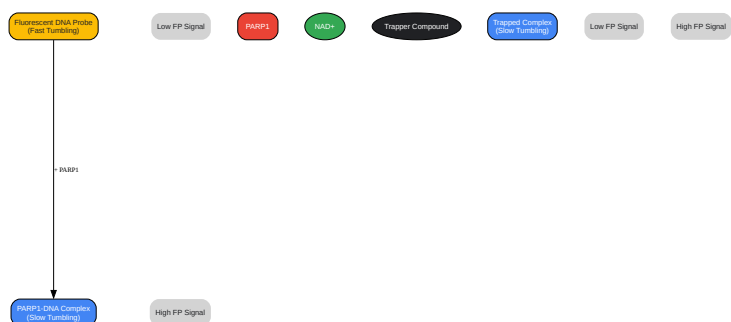 Fluorescent DNA Probe
(Fast Tumbling)
Low FP Signal
PARP1
NAD+
Trapper Compound
Trapped Complex
(Slow Tumbling)
Low FP Signal
High FP Signal
+ PARP1
PARP1-DNA Complex
(Slow Tumbling)
High FP Signal